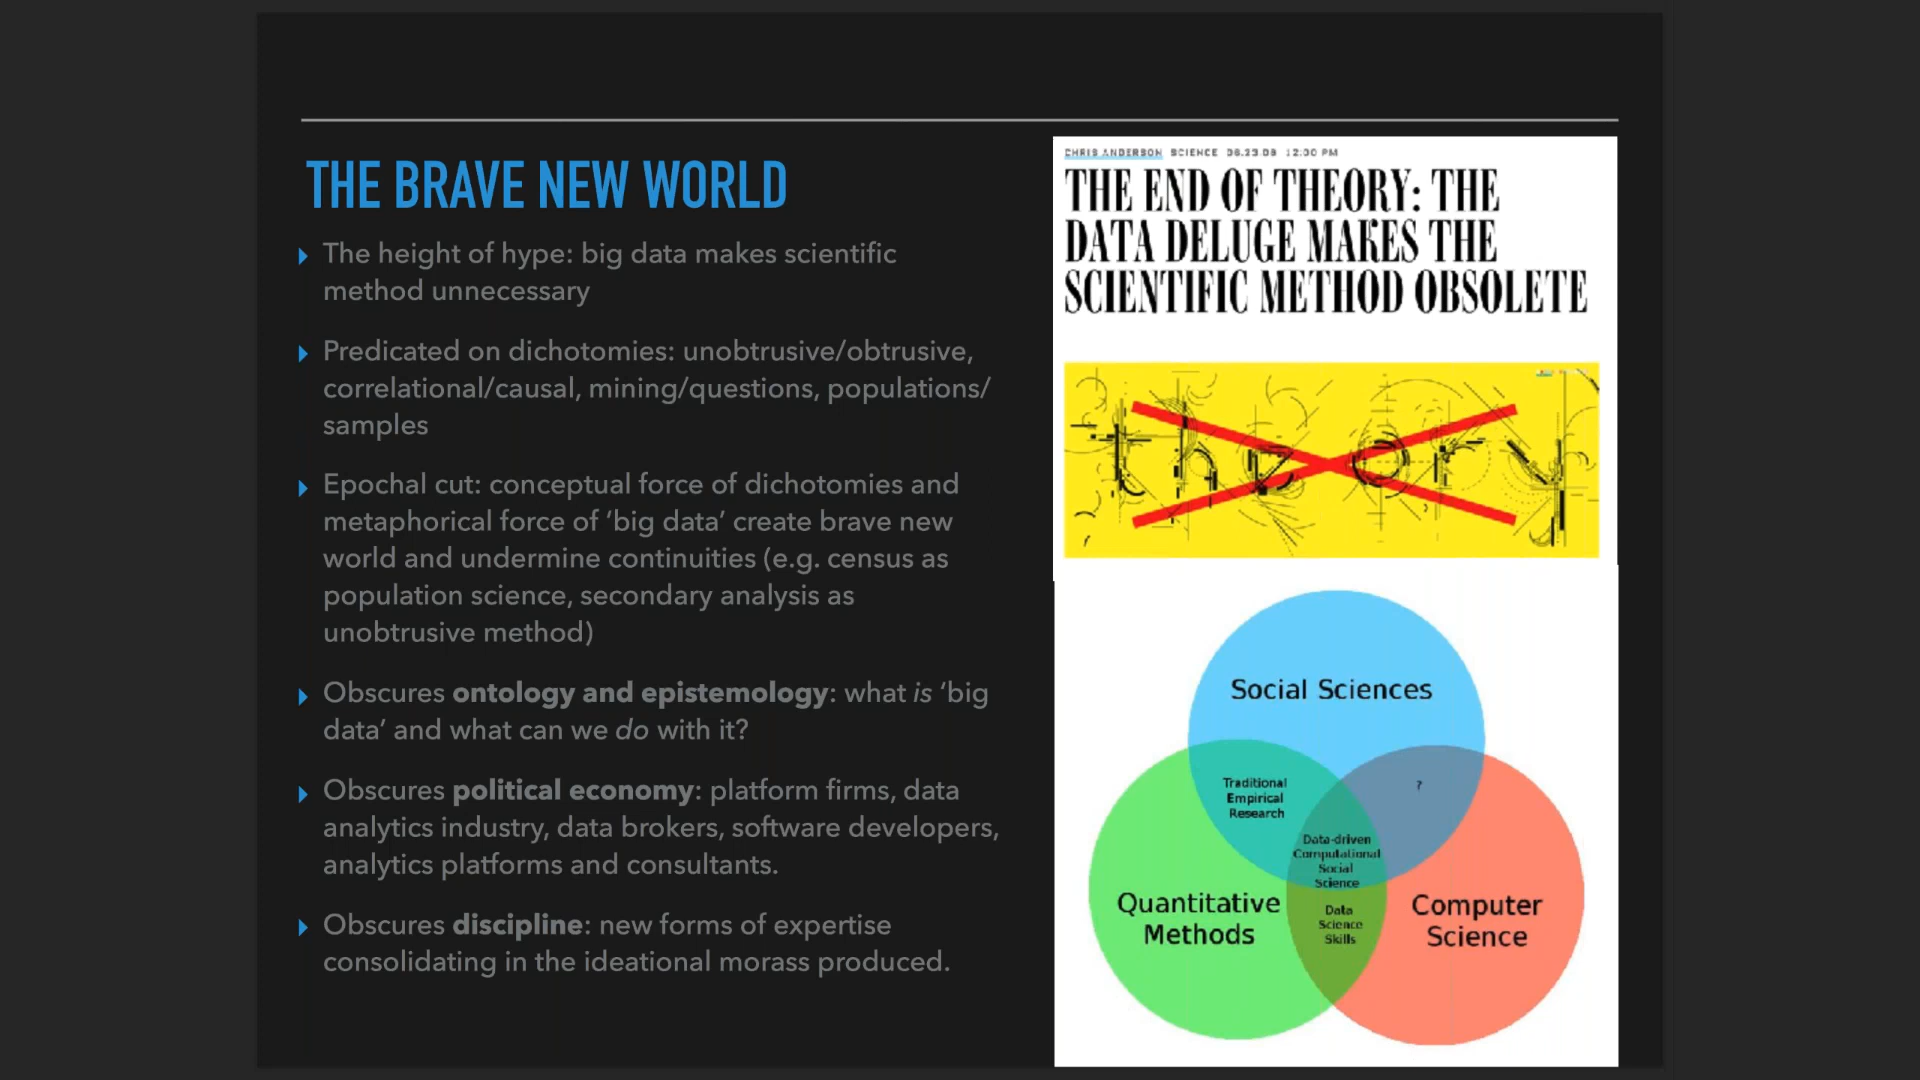 THE BRAVE NEW WORLD
The height of hype: big data makes scientific
method unnecessary
Predicated on dichotomies: unobtrusive/obtrusive,
correlational/causal, mining/questions, populations/
samples
Epochal cut: conceptual force of dichotomies and
metaphorical force of ‘big data’ create brave new
world and undermine continuities (e.g. census as
population science, secondary analysis as
unobtrusive method)
Obscures ontology and epistemology: what is ‘big
data’ and what can we do with it?
Obscures political economy: platform firms, data
analytics industry, data brokers, software developers,
analytics platforms and consultants.
Obscures discipline: new forms of expertise
consolidating in the ideational morass produced.
CHRIS ANDERSON SCIENCE 06.23.08 12:00 PM
THE END OF THEORY: THE
DATA DELUGE MAKES THE
SCIENTIFIC METHOD OBSOLETE
theory
Social Sciences
Traditional
Empirical
Research
?
Data-driven
Computational
Social
Science
Quantitative
Methods
Data
Science
Skills
Computer
Science